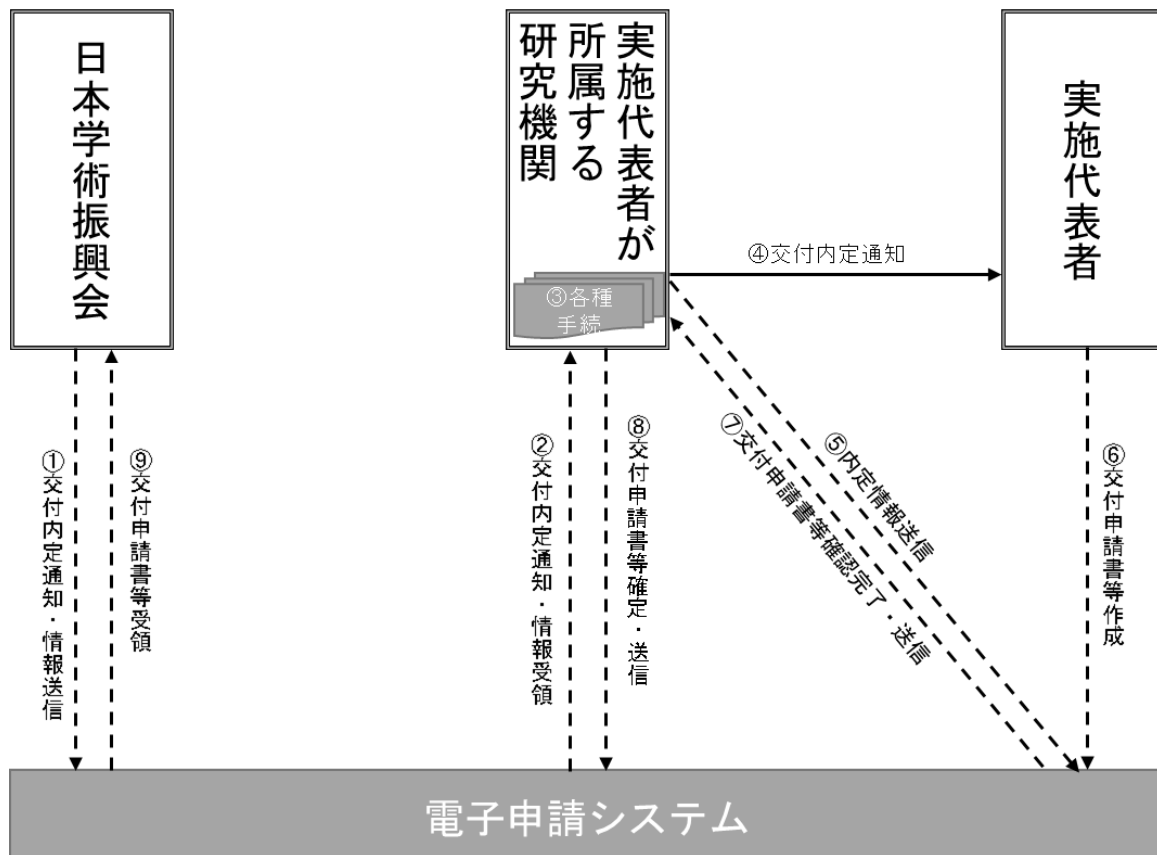 日本学術振興会
実施代表者が
所属する
研究機関
実施代表者
③各種
手続
④交付内定通知
①交付内定通知・情報送信
⑨交付申請書等受領
②交付内定通知・情報受領
⑧交付申請書等確定・送信
⑦交付申請書等確認完了・送信
⑤内定情報送信
⑥交付申請書等作成
電子申請システム